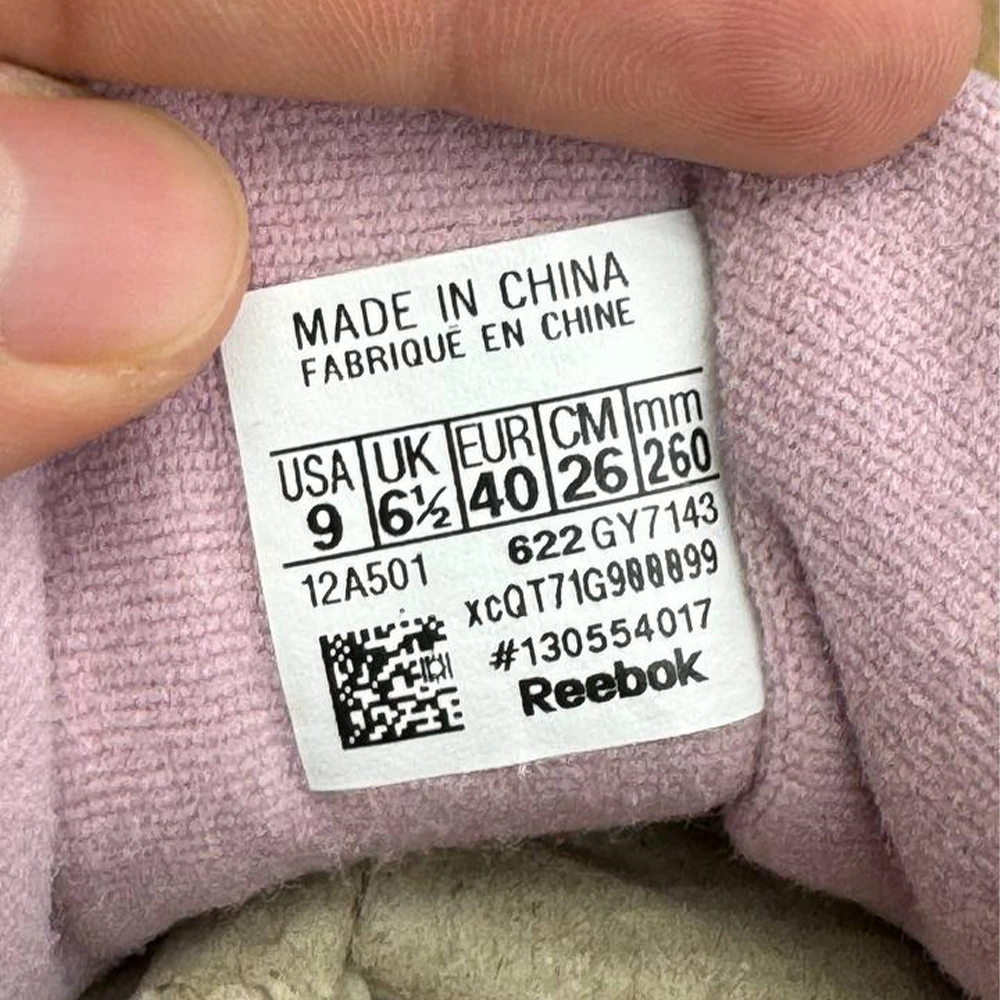 MADE IN CHINA
FABRIQUÉ EN CHINE
USA UK EUR CM mm
9 6½ 40 26 260
622 GY7143
12A501
#130554017
Reebok